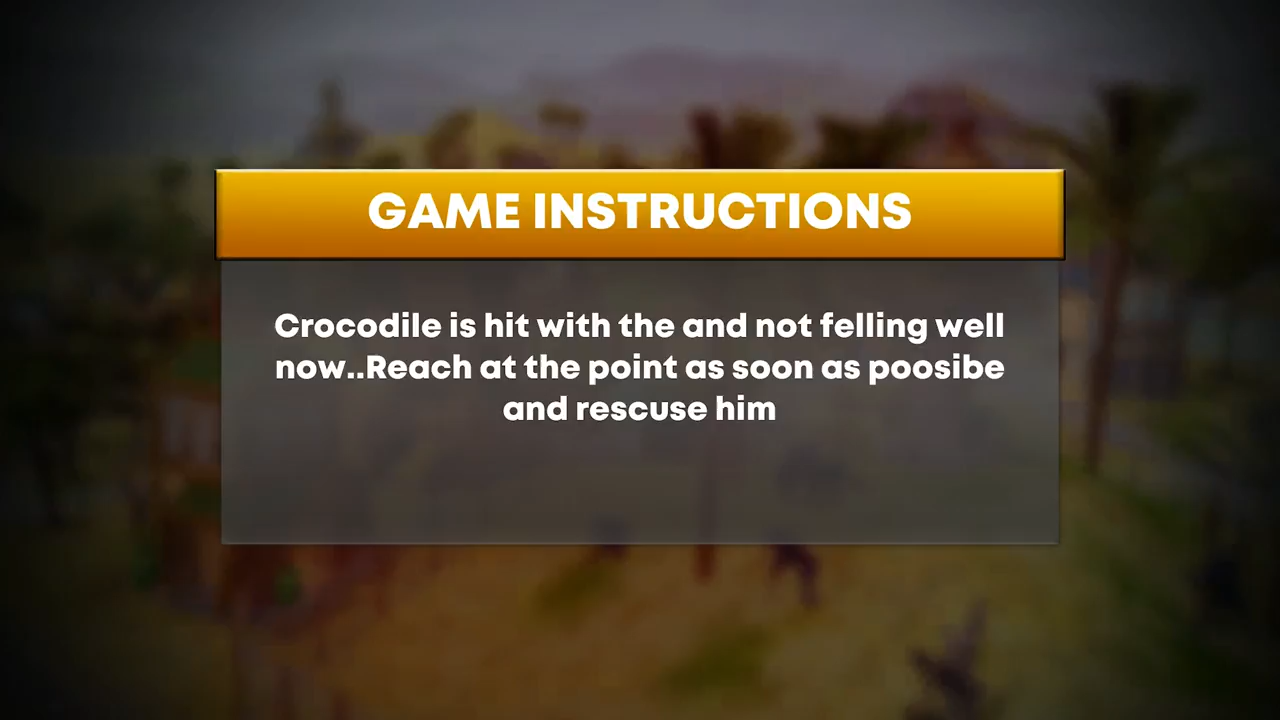 GAME INSTRUCTIONS
Crocodile is hit with the and not felling well
now..Reach at the point as soon as poosibe
and rescuse him